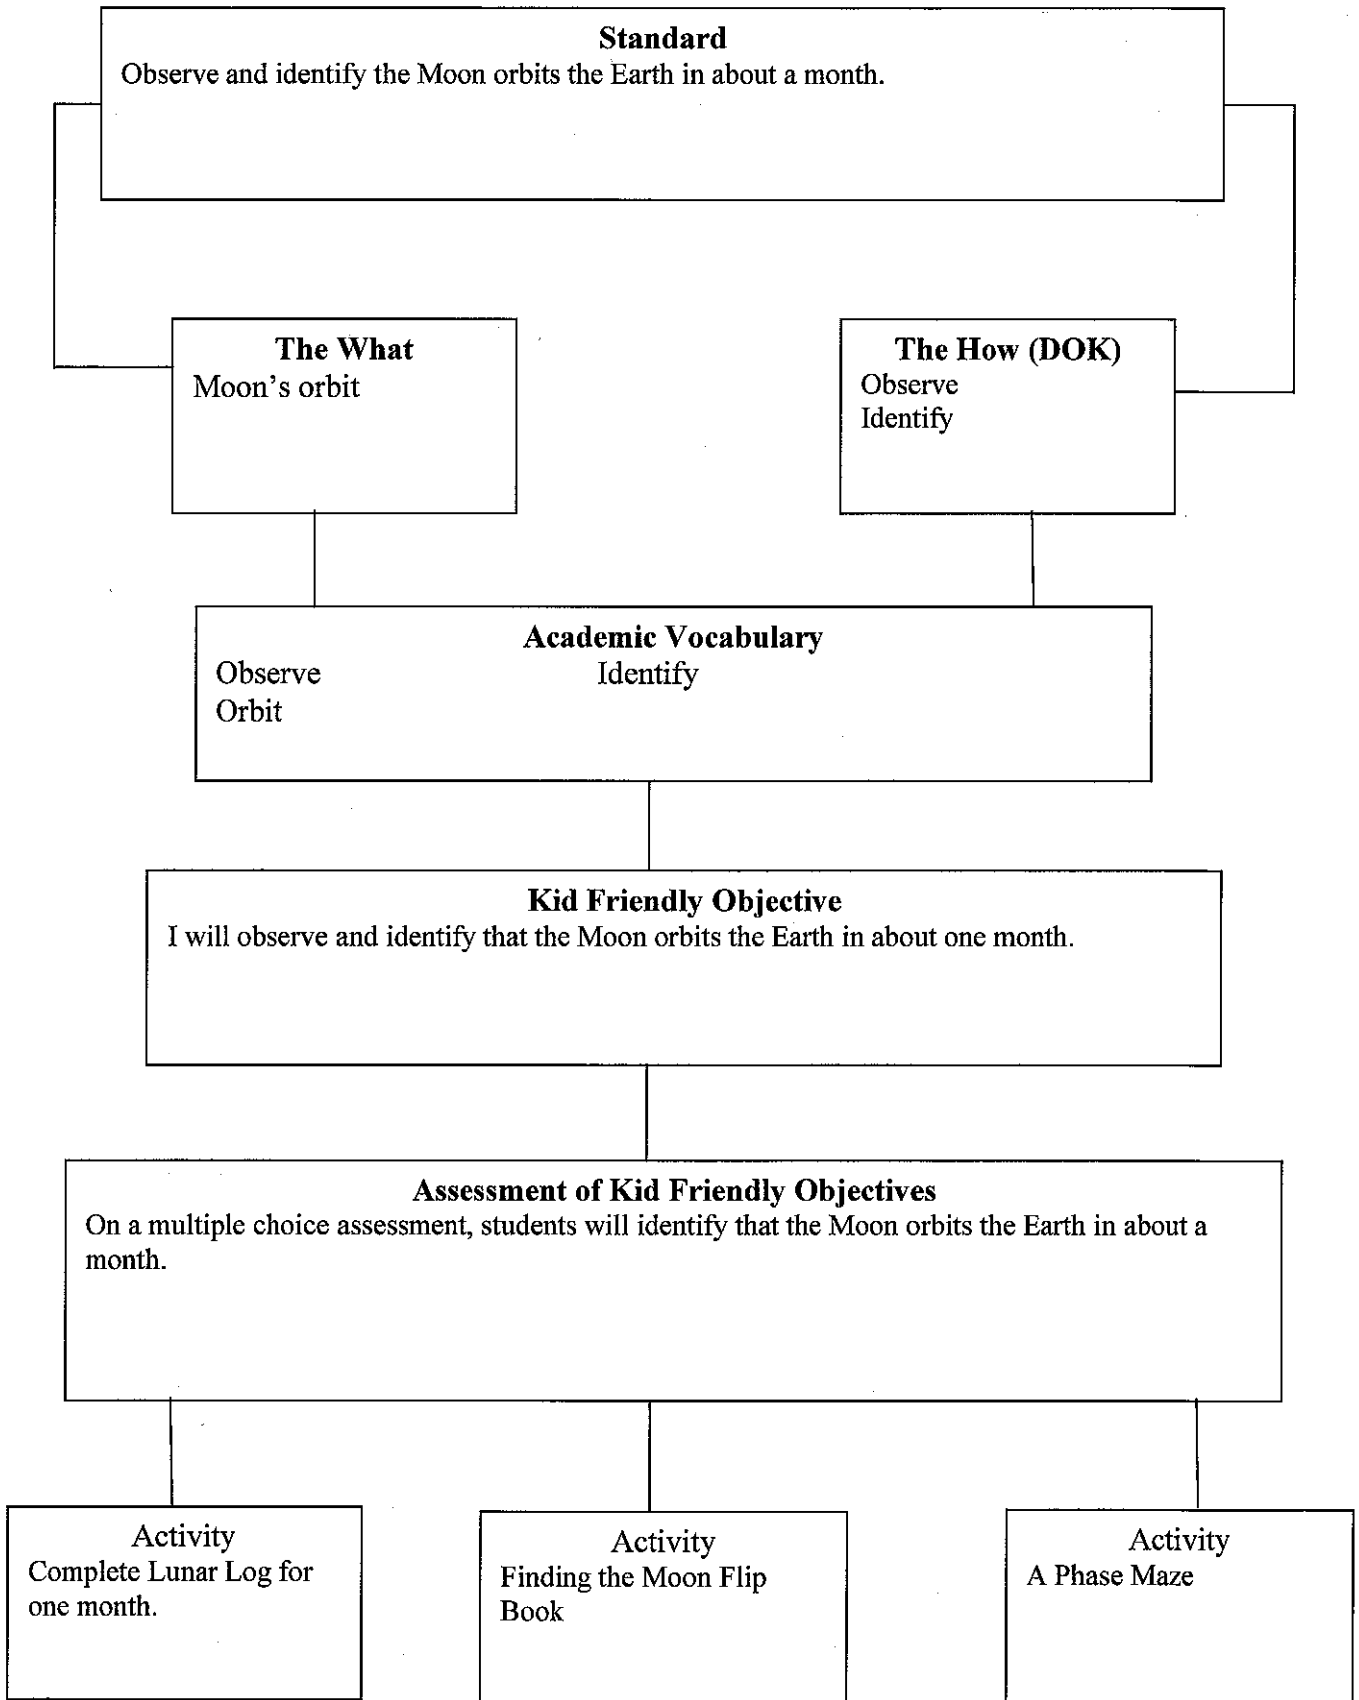 Standard
Observe and identify the Moon orbits the Earth in about a month.
The What
Moon's orbit
The How (DOK)
Observe
Identify
Academic Vocabulary
Observe Identify
Orbit
Kid Friendly Objective
I will observe and identify that the Moon orbits the Earth in about one month.
Assessment of Kid Friendly Objectives
On a multiple choice assessment, students will identify that the Moon orbits the Earth in about a
month.
Activity
Complete Lunar Log for
one month.
Activity
Finding the Moon Flip
Book
Activity
A Phase Maze